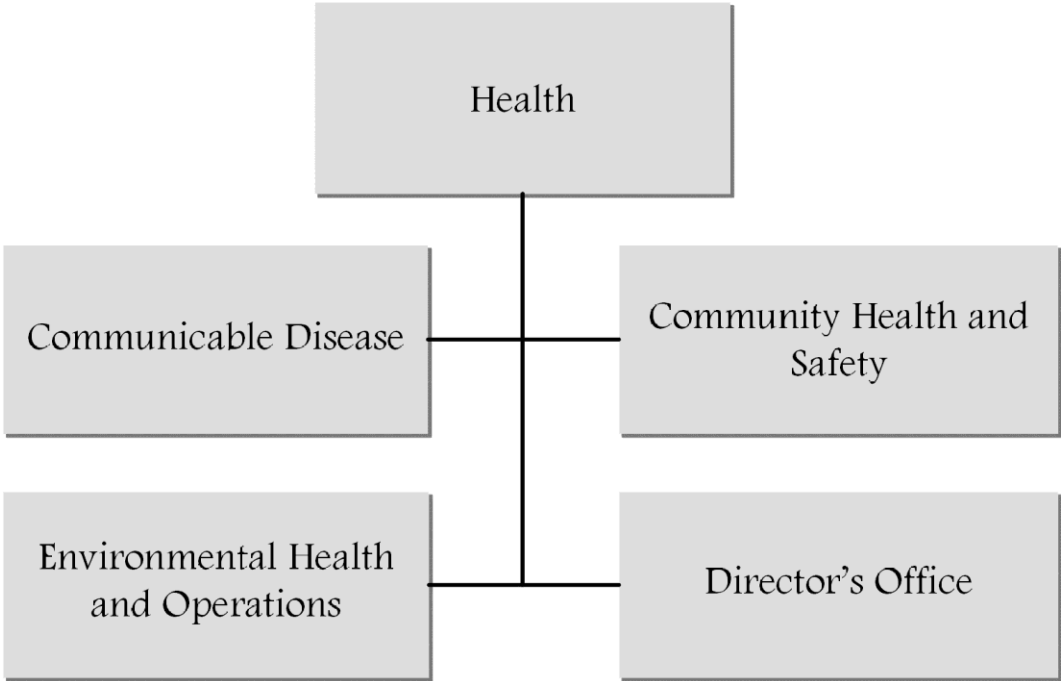 Health
Communicable Disease
Community Health and
Safety
Environmental Health
and Operations
Director's Office